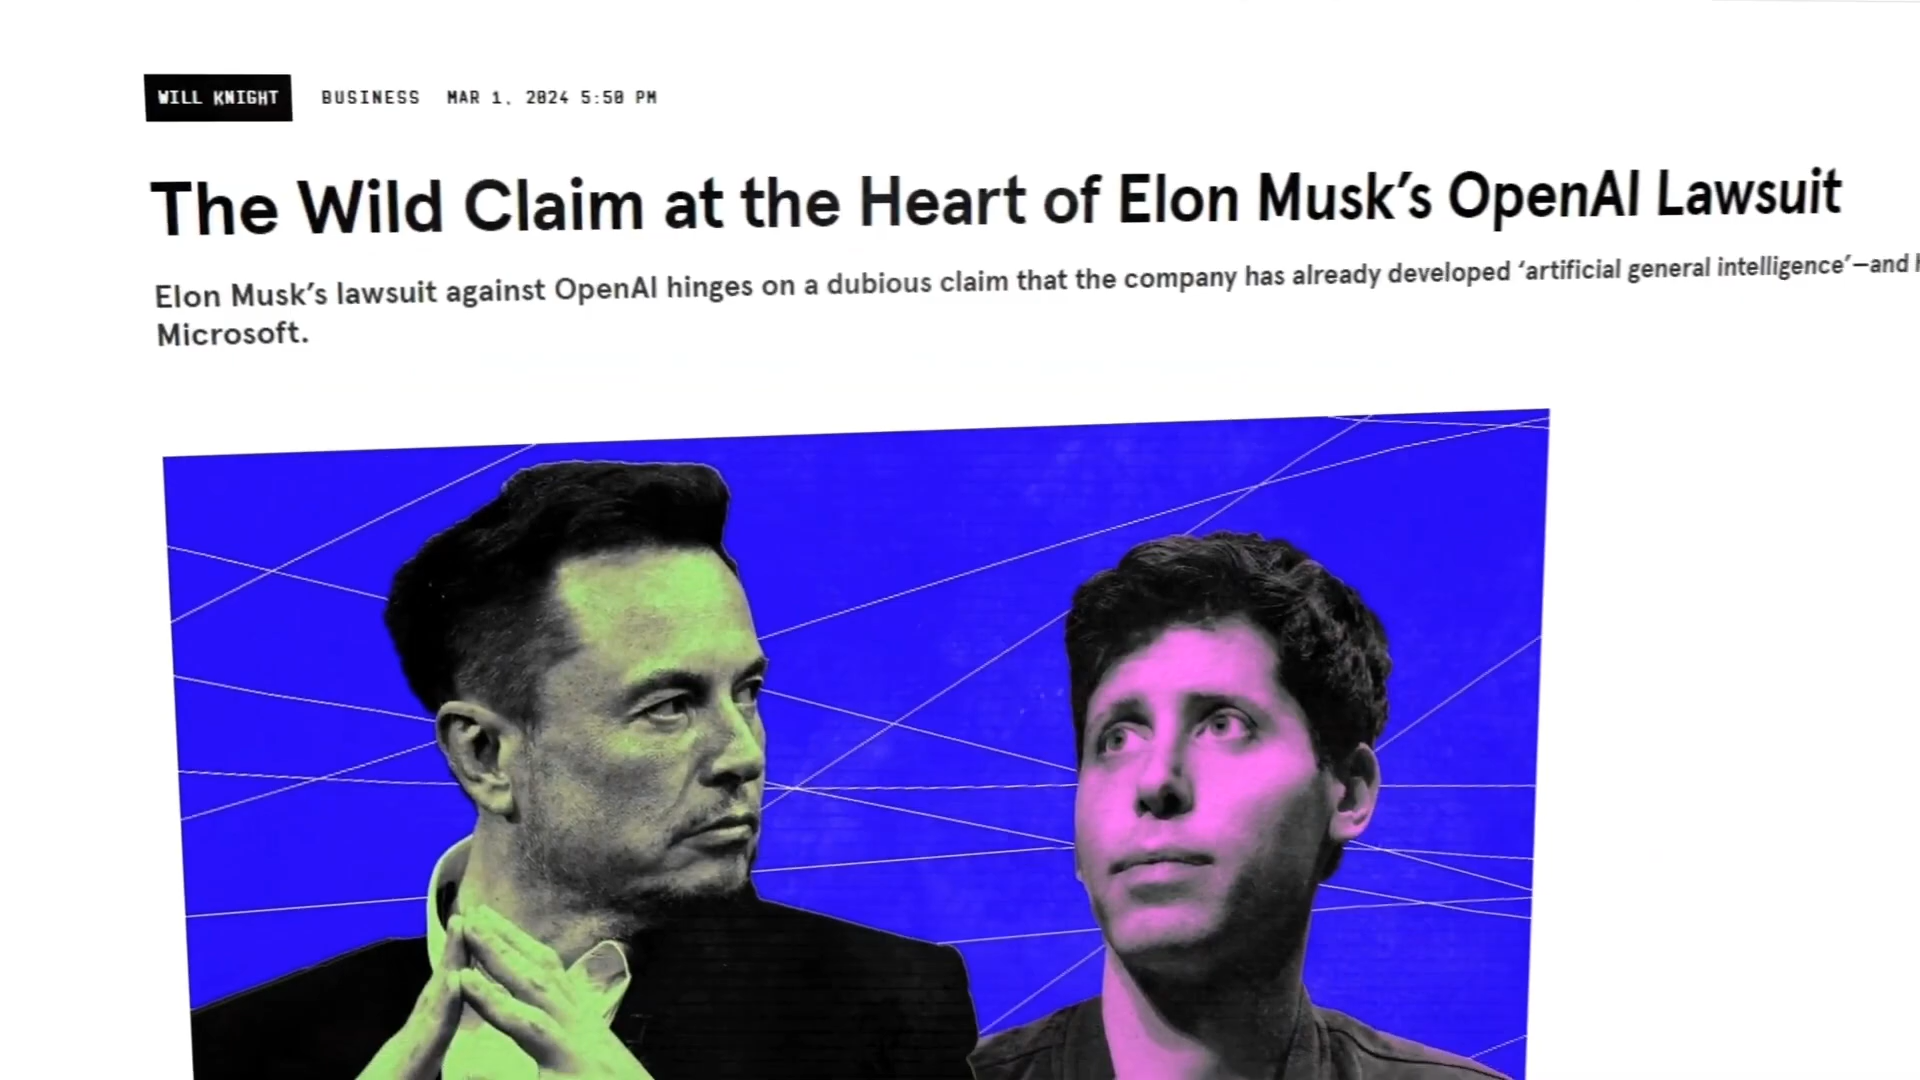 WILL KNIGHT BUSINESS MAR 1, 2024 5:50 PM
The Wild Claim at the Heart of Elon Musk’s OpenAI Lawsuit
Elon Musk’s lawsuit against OpenAI hinges on a dubious claim that the company has already developed ‘artificial general intelligence’—and
Microsoft.